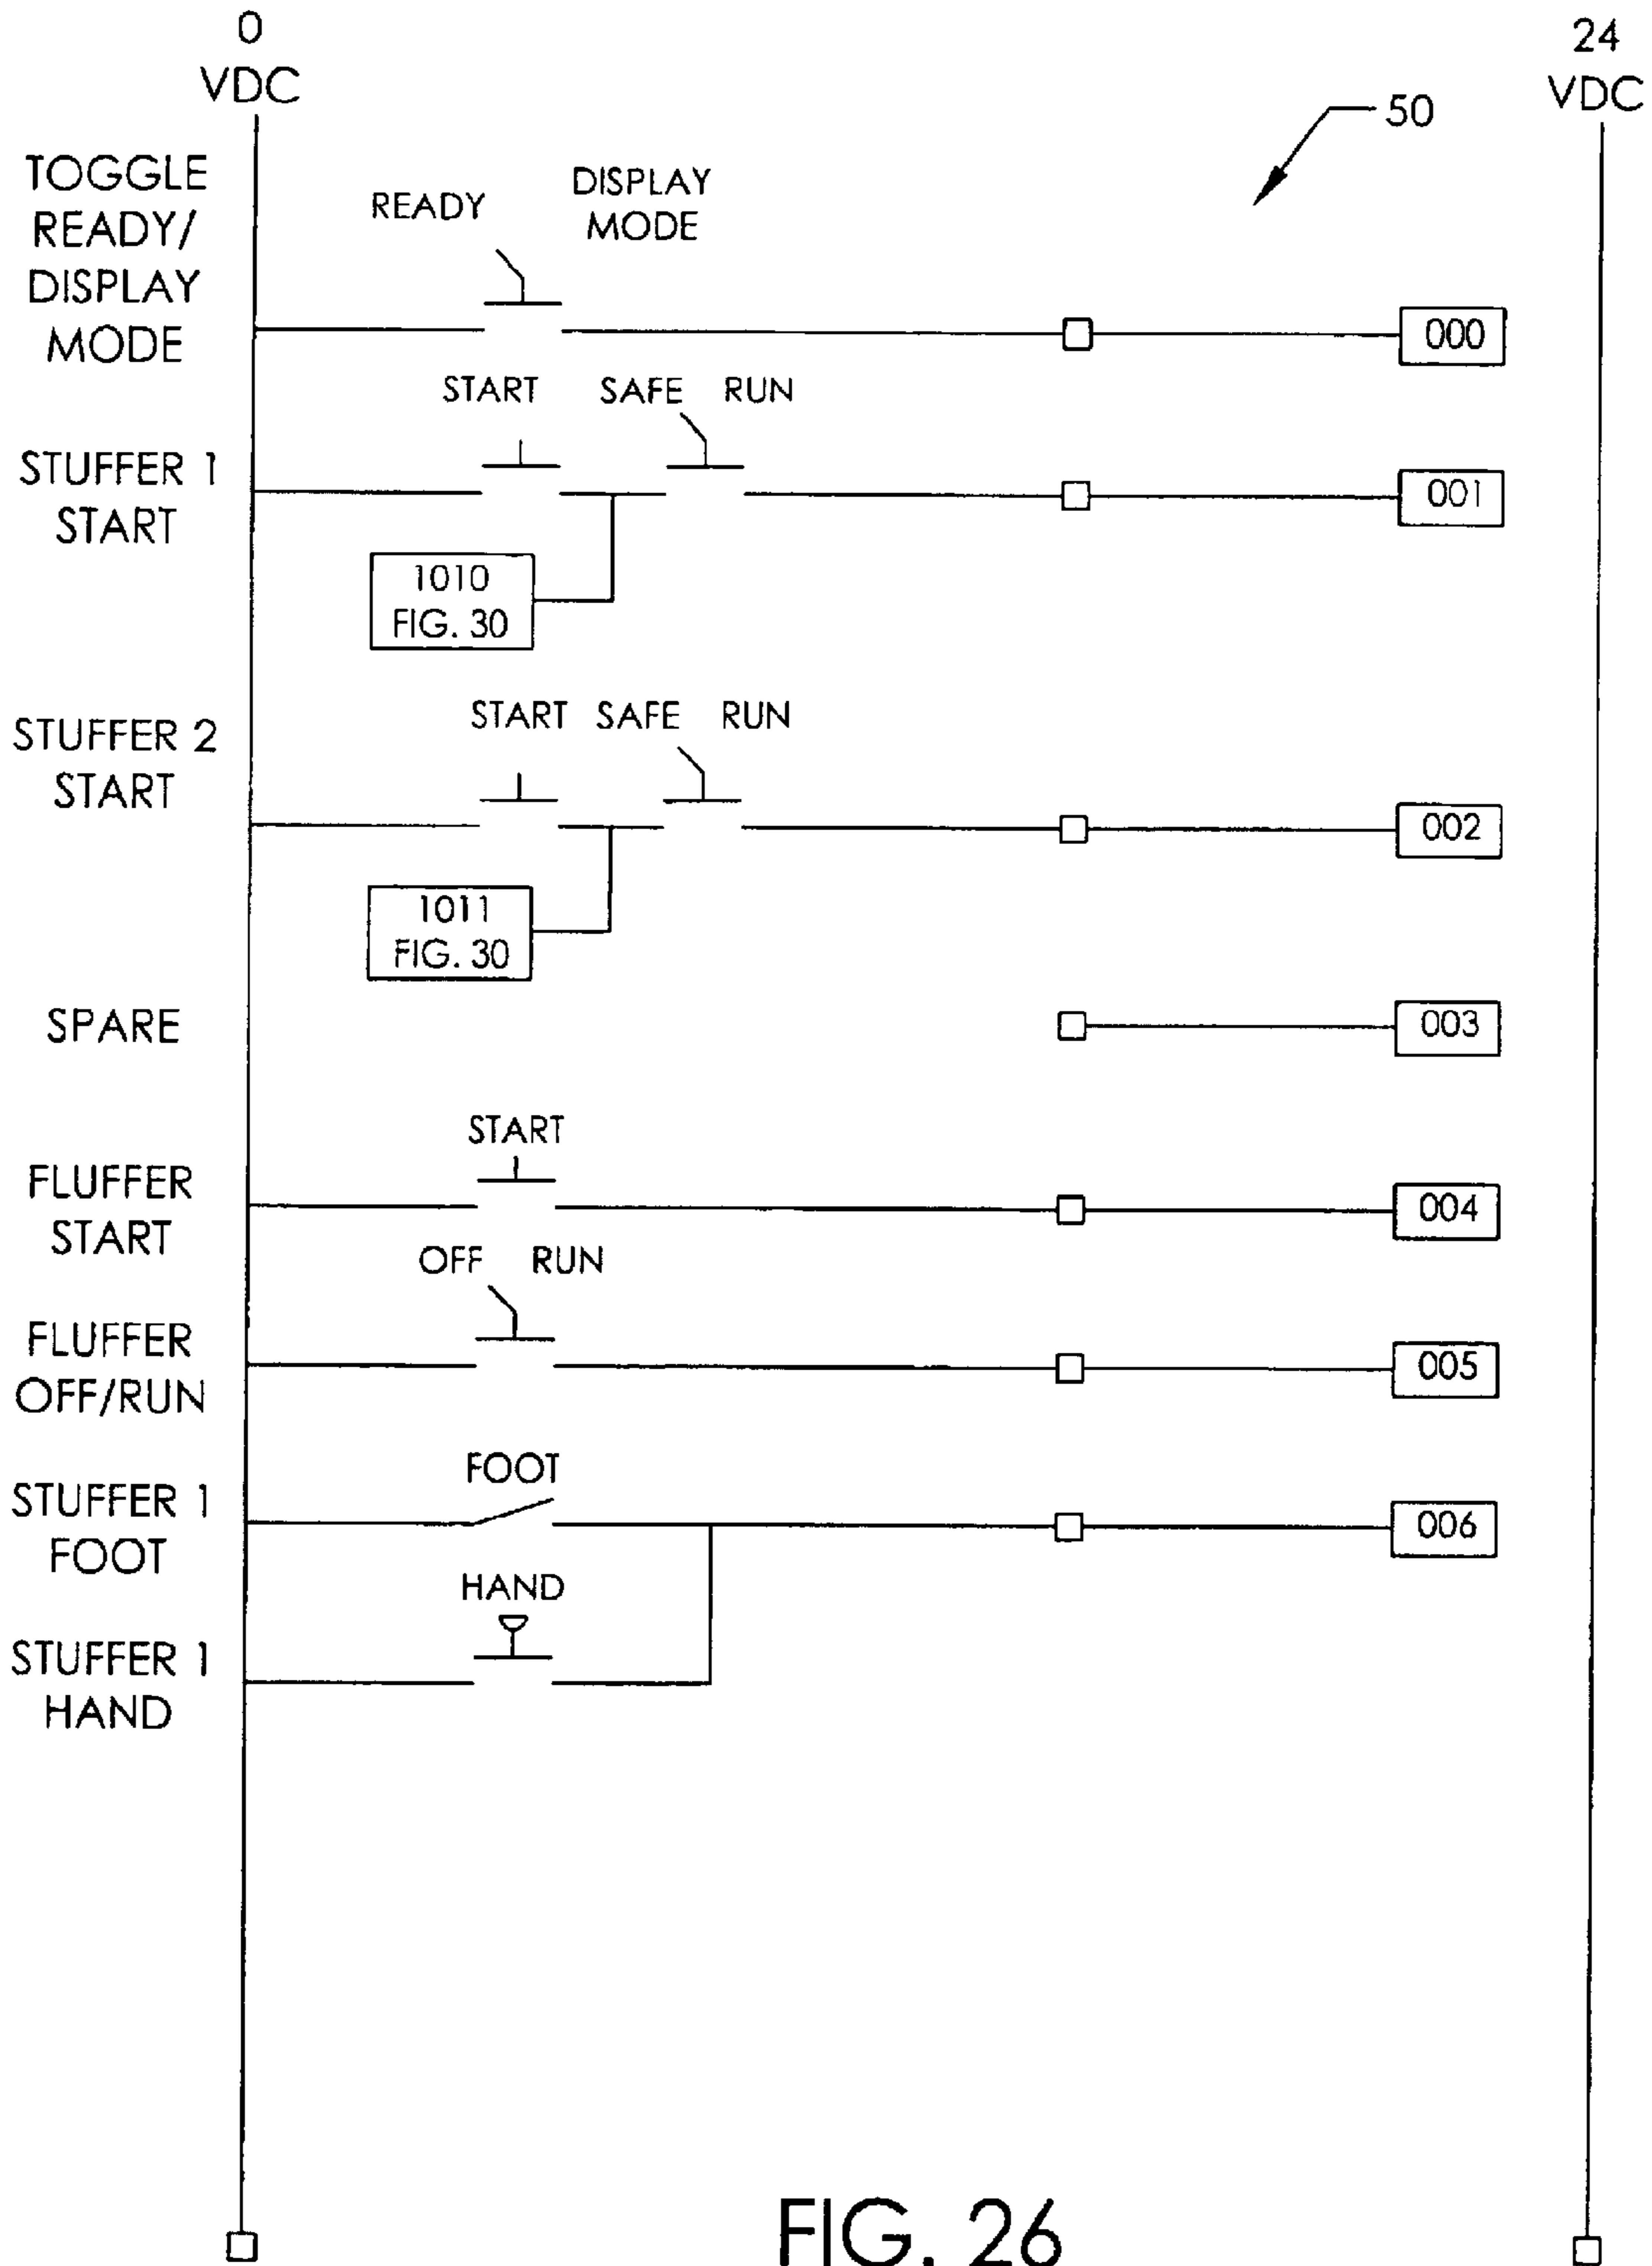 0
VDC
24
VDC
50
TOGGLE
READY/
DISPLAY
MODE
READY
DISPLAY
MODE
000
START
SAFE
RUN
STUFFER 1
START
001
1010
FIG. 30
START
SAFE
RUN
STUFFER 2
START
002
1011
FIG. 30
SPARE
003
START
FLUFFER
START
004
OFF
RUN
FLUFFER
OFF/RUN
005
FOOT
STUFFER 1
FOOT
006
HAND
STUFFER 1
HAND
FIG. 26